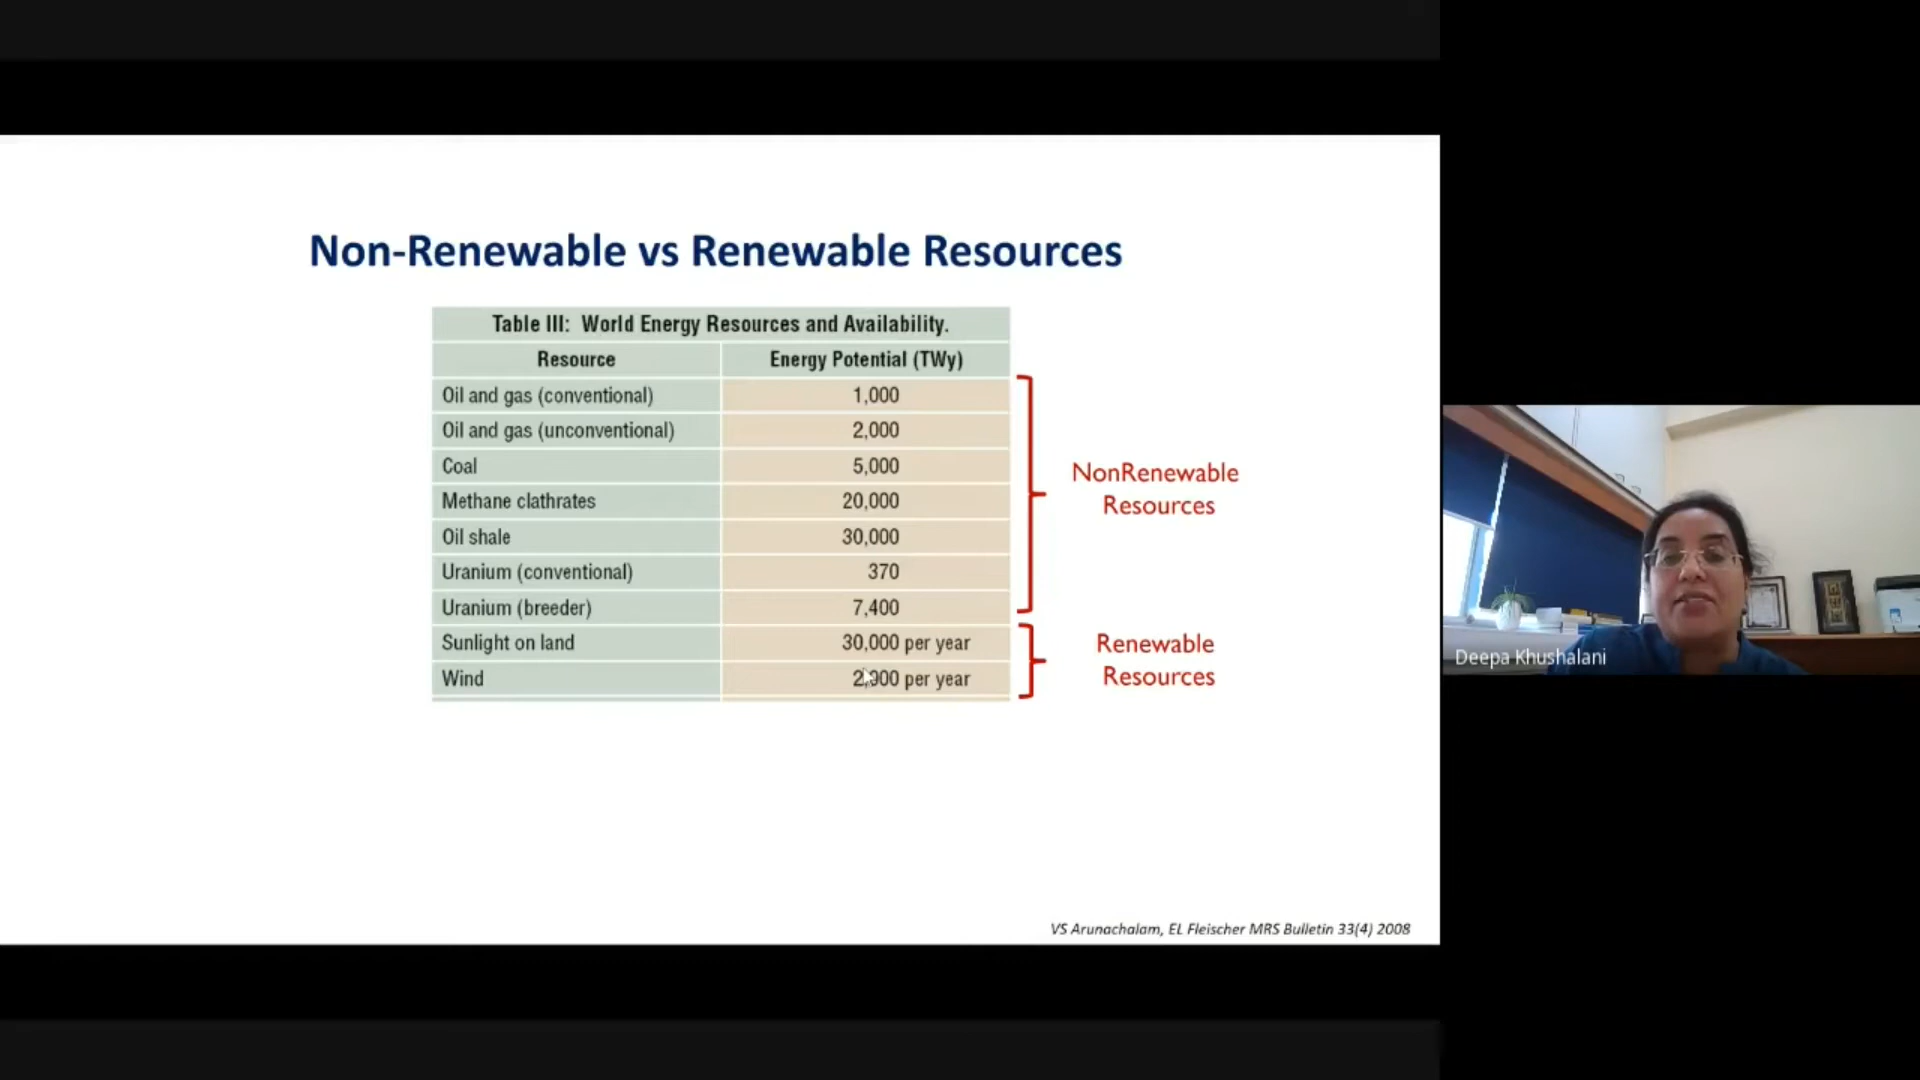 Non-Renewable vs Renewable Resources
Table III: World Energy Resources and Availability.
Resource Energy Potential (TWy)
Oil and gas (conventional) 1,000
Oil and gas (unconventional) 2,000
Coal 5,000
Methane clathrates 20,000
Oil shale 30,000
Uranium (conventional) 370
Uranium (breeder) 7,400
Sunlight on land 30,000 per year
Wind 2,000 per year
NonRenewable
Resources
Renewable
Resources
VS Arunachalam, EL Fleischer MRS Bulletin 33(4) 2008
Deepa Khushalani